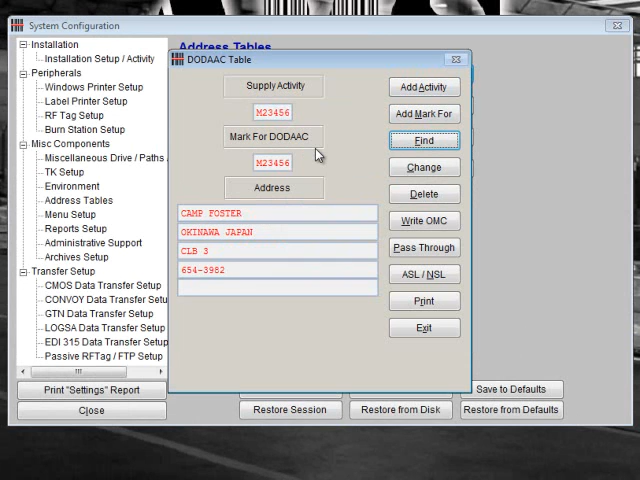 System Configuration
Installation
Installation Setup / Activity
Peripherals
Windows Printer Setup
Label Printer Setup
RF Tag Setup
Burn Station Setup
Misc Components
Miscellaneous Drive / Paths
TK Setup
Environment
Address Tables
Menu Setup
Reports Setup
Administrative Support
Archives Setup
Transfer Setup
CMOS Data Transfer Setup
CONVOY Data Transfer Setu
GTN Data Transfer Setup
LOGSA Data Transfer Setup
EDI 315 Data Transfer Setup
Passive RFTag / FTP Setup
Print "Settings" Report
Close
Address Tables
DODAAC Table
Supply Activity
M23456
Mark For DODAAC
M23456
Address
CAMP FOSTER
OKINAWA JAPAN
CLB 3
654-3982
Add Activity
Add Mark For
Find
Change
Delete
Write OMC
Pass Through
ASL / NSL
Print
Exit
Save to Defaults
Restore Session
Restore from Disk
Restore from Defaults